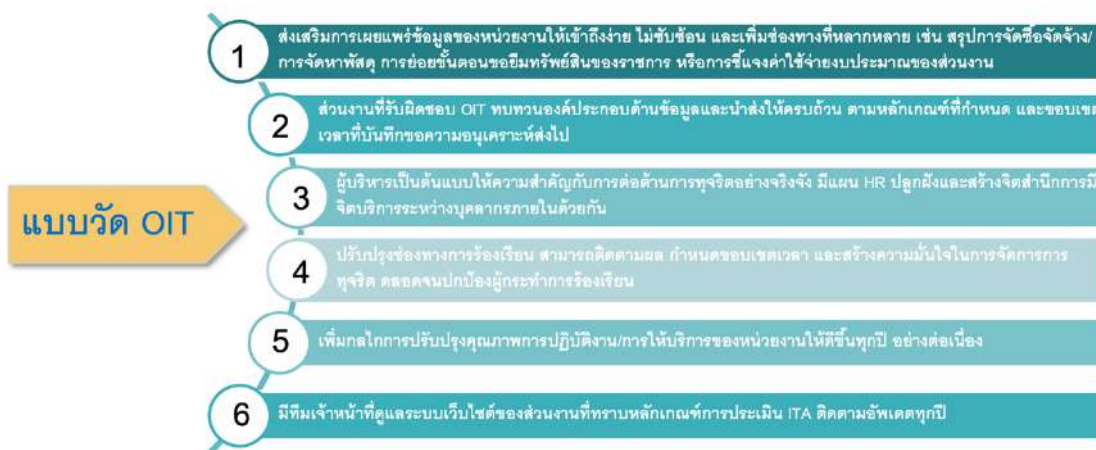 1
ส่งเสริมการเผยแพร่ข้อมูลของหน่วยงานให้เข้าถึงง่าย ไม่ซับซ้อน และเพิ่มช่องทางที่หลากหลาย เช่น สรุปการจัดซื้อจัดจ้าง/
การจัดหาพัสดุ การย่อยขั้นตอนขอยืมทรัพย์สินของราชการ หรือการชี้แจงค่าใช้จ่ายงบประมาณของส่วนงาน
2
ส่วนงานที่รับผิดชอบ OIT ทบทวนองค์ประกอบด้านข้อมูลและนำส่งให้ครบถ้วน ตามหลักเกณฑ์ที่กำหนด และขอบเขต
เวลาที่บันทึกขอความอนุเคราะห์ส่งไป
แบบวัด OIT
3
ผู้บริหารเป็นต้นแบบให้ความสำคัญกับการต่อต้านการทุจริตอย่างจริงจัง มีแผน HR ปลูกฝังและสร้างจิตสำนึกการมี
จิตบริการระหว่างบุคลากรภายในด้วยกัน
4
ปรับปรุงช่องทางการร้องเรียน สามารถติดตามผล กำหนดขอบเขตเวลา และสร้างความมั่นใจในการจัดการการ
ทุจริต ตลอดจนปกป้องผู้กระทำการร้องเรียน
5
เพิ่มกลไกการปรับปรุงคุณภาพการปฏิบัติงาน/การให้บริการของหน่วยงานให้ดีขึ้นทุกปี อย่างต่อเนื่อง
6
มีทีมเจ้าหน้าที่ดูแลระบบเว็บไซต์ของส่วนงานที่ทราบหลักเกณฑ์การประเมิน ITA ติดตามอัพเดตทุกปี